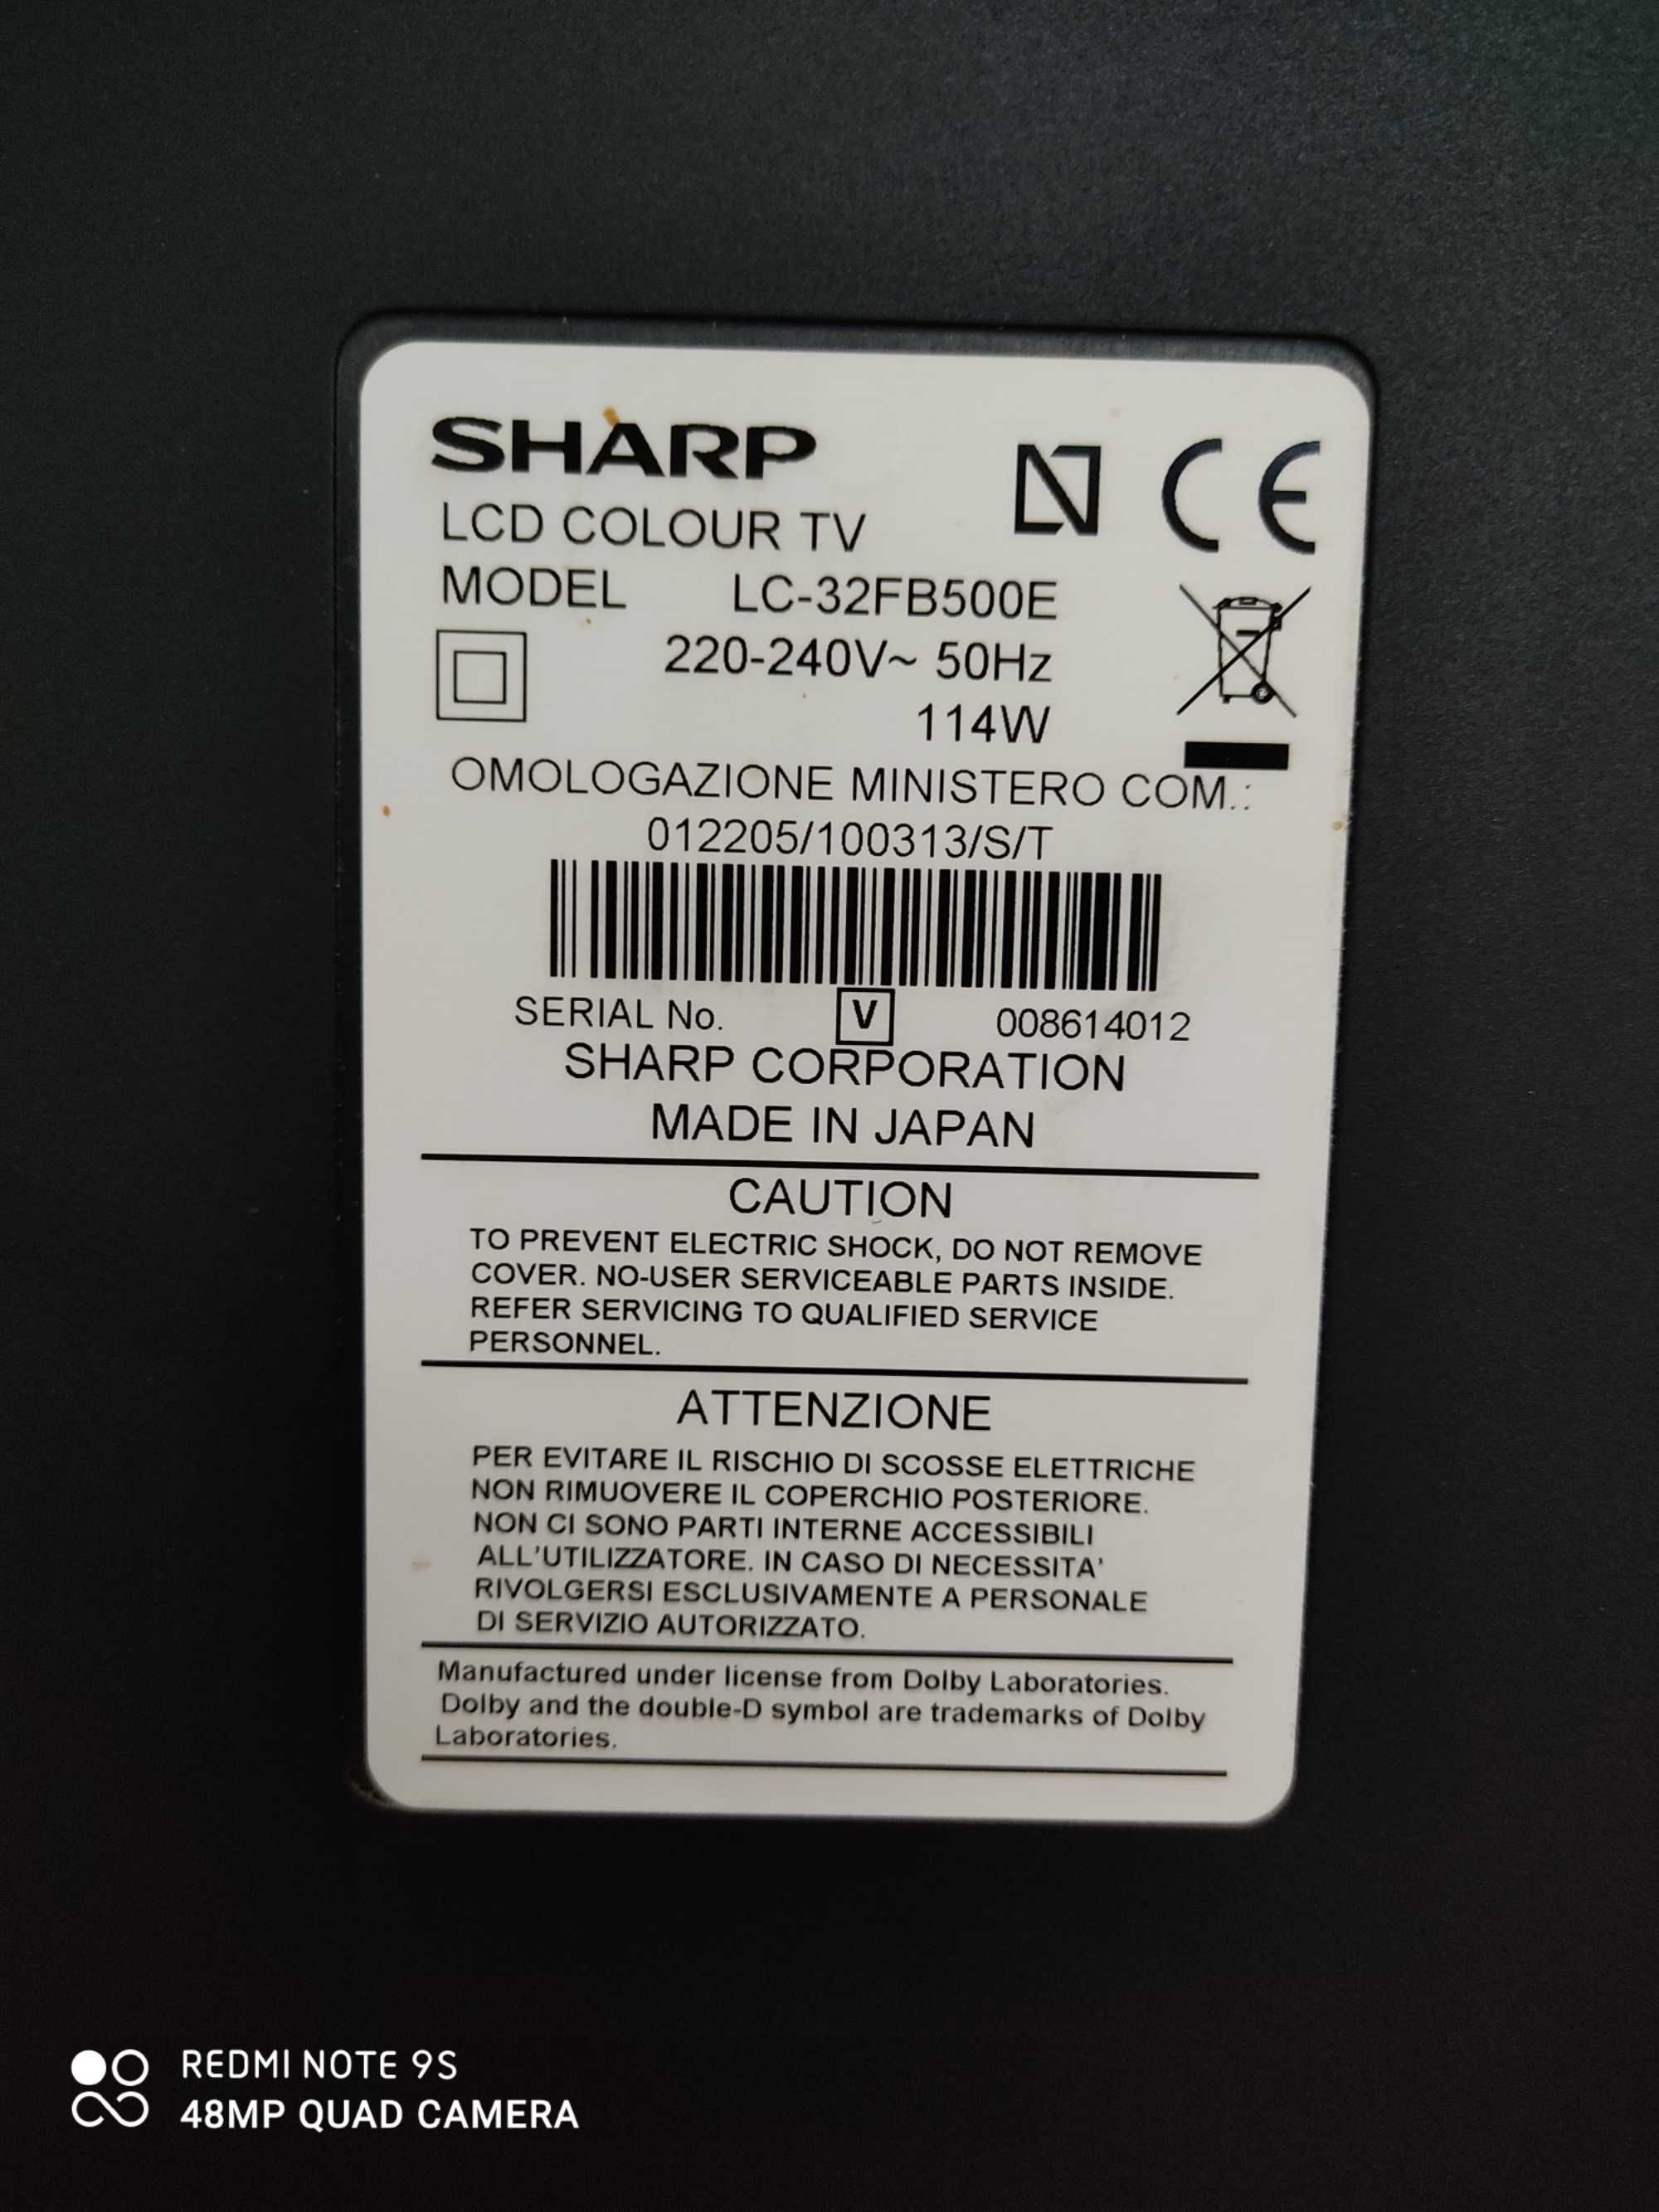 SHARP
LCD COLOUR TV
MODEL LC-32FB500E
220-240V~ 50Hz
114W
OMOLOGAZIONE MINISTERO COM.:
012205/100313/S/T
SERIAL No. V 008614012
SHARP CORPORATION
MADE IN JAPAN
CAUTION
TO PREVENT ELECTRIC SHOCK, DO NOT REMOVE
COVER. NO-USER SERVICEABLE PARTS INSIDE.
REFER SERVICING TO QUALIFIED SERVICE
PERSONNEL.
ATTENZIONE
PER EVITARE IL RISCHIO DI SCOSSE ELETTRICHE
NON RIMUOVERE IL COPERCHIO POSTERIORE.
NON CI SONO PARTI INTERNE ACCESSIBILI
ALL'UTILIZZATORE. IN CASO DI NECESSITA'
RIVOLGERSI ESCLUSIVAMENTE A PERSONALE
DI SERVIZIO AUTORIZZATO.
Manufactured under license from Dolby Laboratories.
Dolby and the double-D symbol are trademarks of Dolby
Laboratories.
REDMI NOTE 9S
48MP QUAD CAMERA